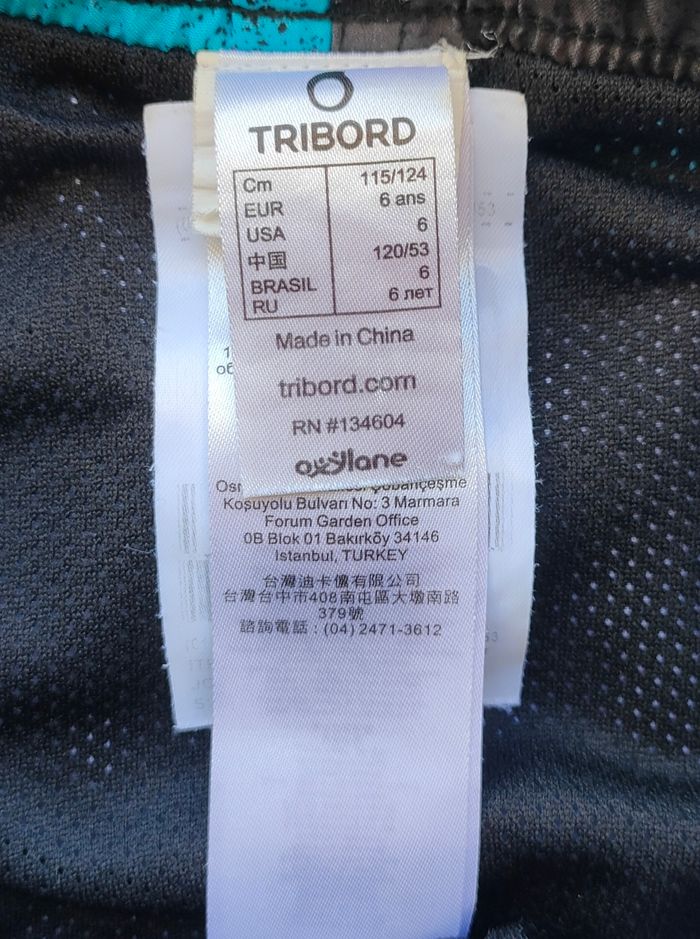 TRIBORD
Cm 115/124
EUR 6 ans
USA 6
中国 120/53
BRASIL 6
RU 6 лет
Made in China
tribord.com
RN #134604
oxylane
Koşuyolu Bulvarı No: 3 Marmara
Forum Garden Office
0B Blok 01 Bakırköy 34146
Istanbul, TURKEY
台灣迪卡儂有限公司
台灣台中市408南屯區大墩南路
379號
諮詢電話 : (04) 2471-3612